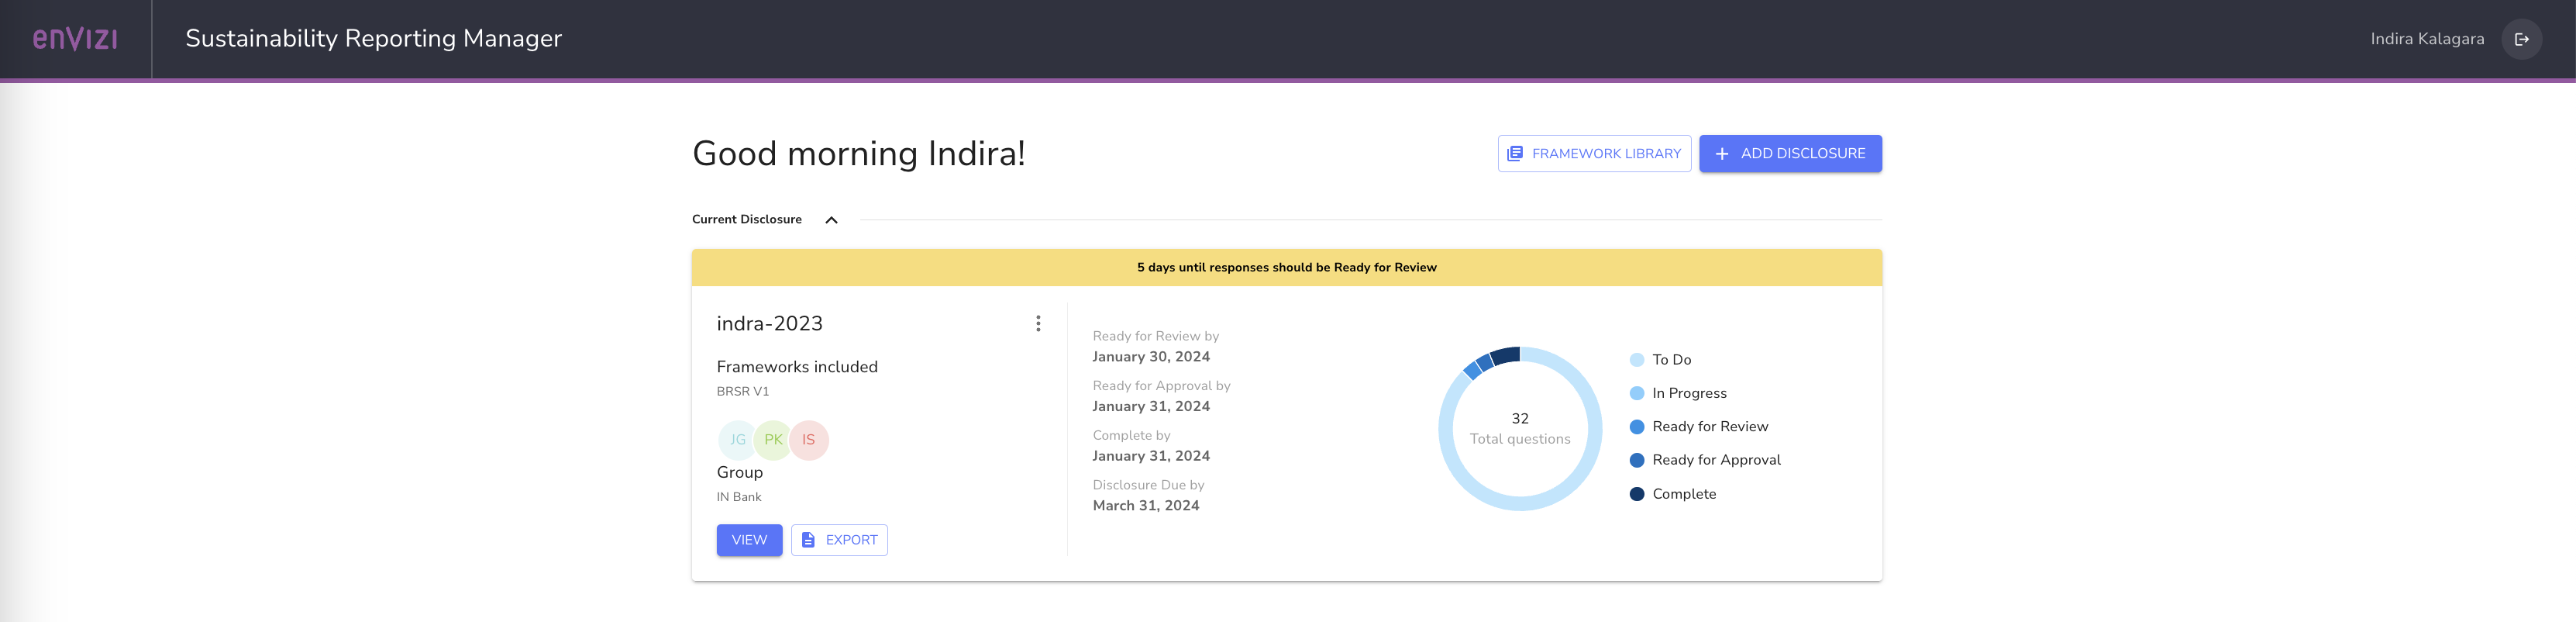 enVIZI
Sustainability Reporting Manager
Indira Kalagara
Good morning Indira!
FRAMEWORK LIBRARY
ADD DISCLOSURE
Current Disclosure
5 days until responses should be Ready for Review
indra-2023
Frameworks included
BRSR V1
JG PK IS
Group
IN Bank
VIEW
EXPORT
Ready for Review by
January 30, 2024
Ready for Approval by
January 31, 2024
Complete by
January 31, 2024
Disclosure Due by
March 31, 2024
32
Total questions
To Do
In Progress
Ready for Review
Ready for Approval
Complete